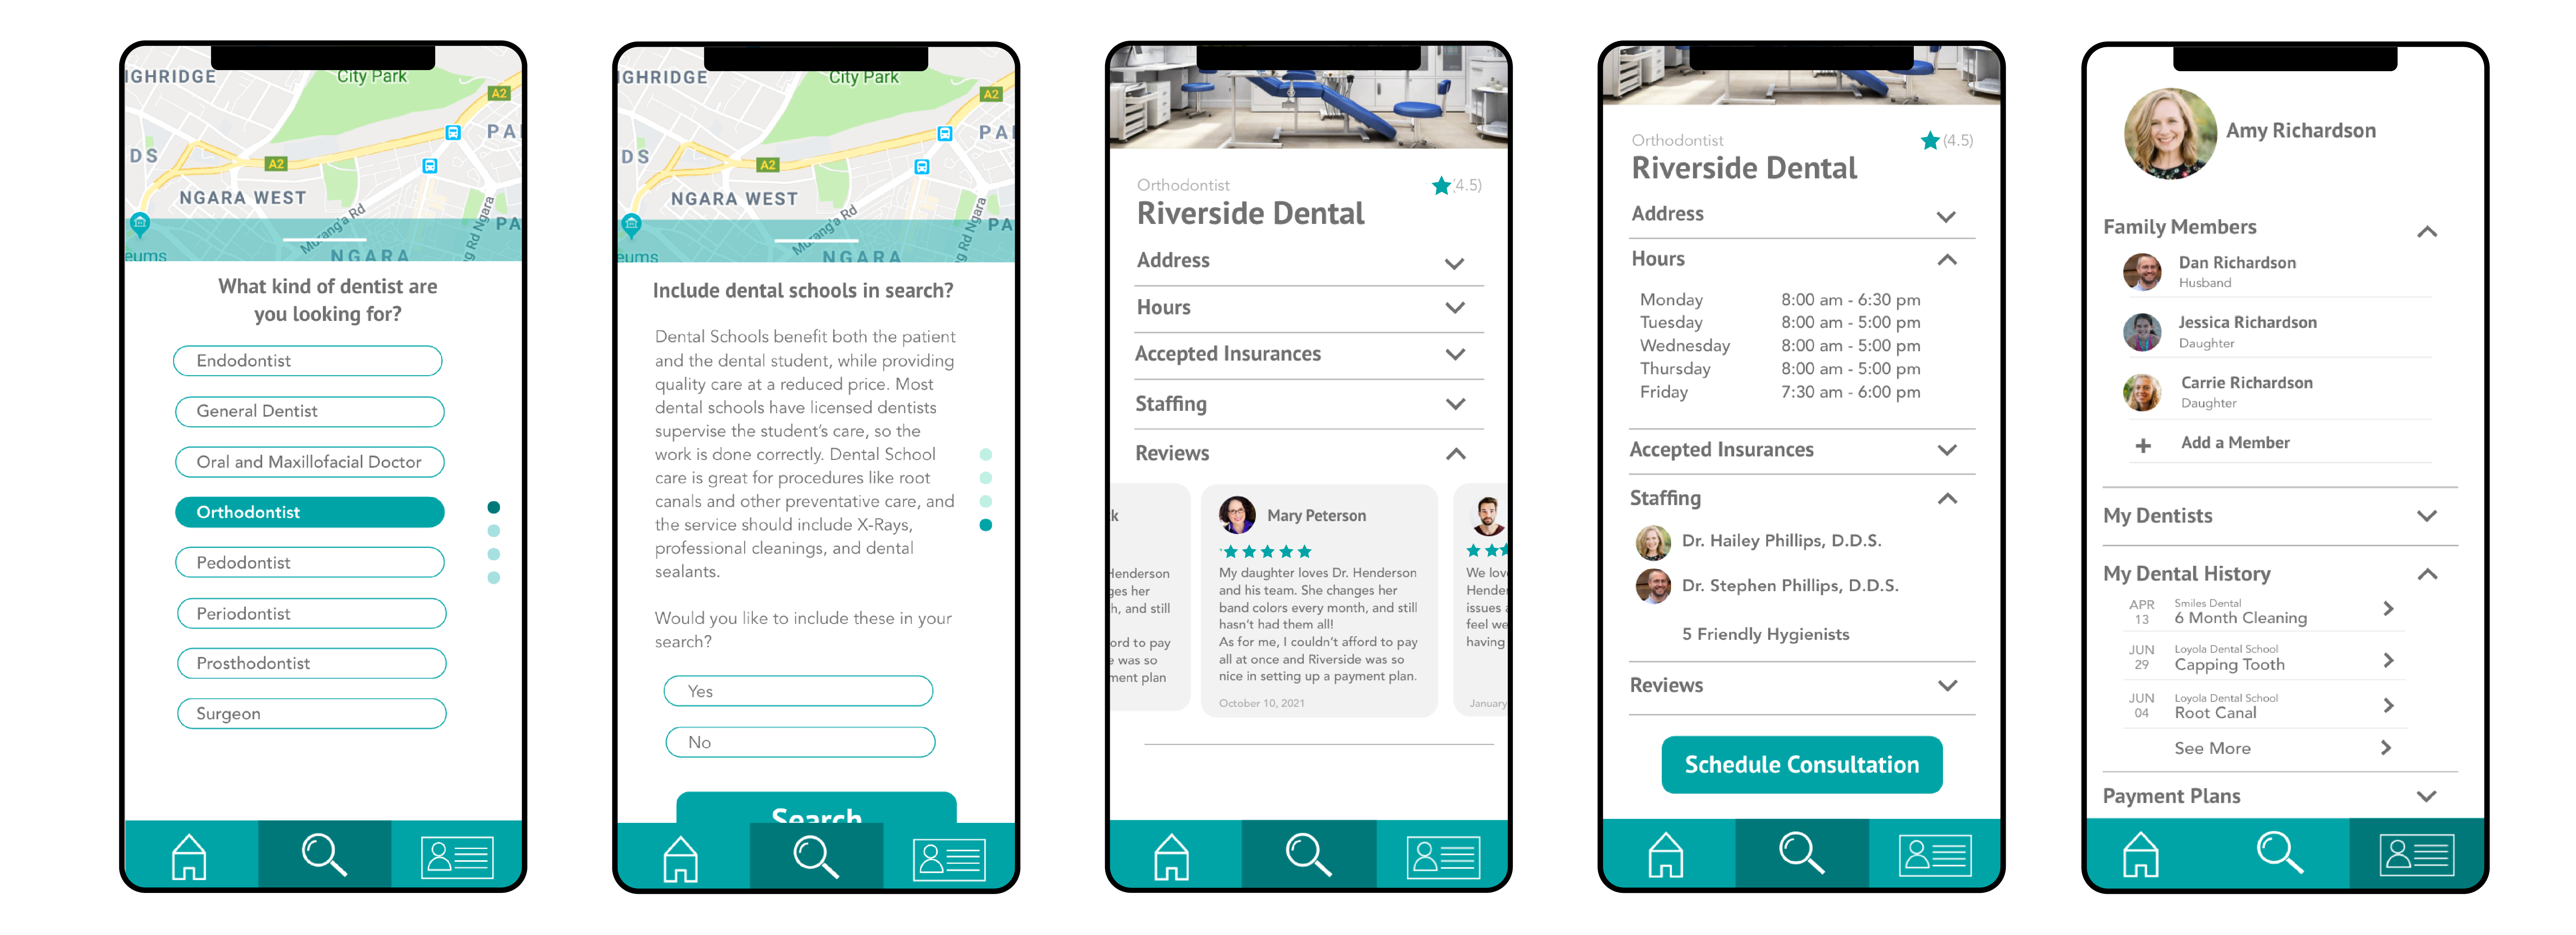 IGHRIDGE
City Park
A2
PA
DS
A2
NGARA WEST
Murang'a Rd
Rd Ngara
PA
eums
NGARA
What kind of dentist are
you looking for?
Endodontist
General Dentist
Oral and Maxillofacial Doctor
Orthodontist
Pedodontist
Periodontist
Prosthodontist
Surgeon
IGHRIDGE
City Park
A2
PA
DS
A2
NGARA WEST
Murang'a Rd
Rd Ngara
PA
eums
NGARA
Include dental schools in search?
Dental Schools benefit both the patient
and the dental student, while providing
quality care at a reduced price. Most
dental schools have licensed dentists
supervise the student's care, so the
work is done correctly. Dental School
care is great for procedures like root
canals and other preventative care, and
the service should include X-Rays,
professional cleanings, and dental
sealants.
Would you like to include these in your
search?
Yes
No
Search
Orthodontist
(4.5)
Riverside Dental
Address
Hours
Accepted Insurances
Staffing
Reviews
k
Henderson
ges her
h, and still
ord to pay
e was so
ment plan
Mary Peterson
My daughter loves Dr. Henderson
and his team. She changes her
band colors every month, and still
hasn't had them all!
As for me, I couldn't afford to pay
all at once and Riverside was so
nice in setting up a payment plan.
October 10, 2021
We lov
Hende
issues
feel we
having
January
Orthodontist
(4.5)
Riverside Dental
Address
Hours
Monday 8:00 am - 6:30 pm
Tuesday 8:00 am - 5:00 pm
Wednesday 8:00 am - 5:00 pm
Thursday 8:00 am - 5:00 pm
Friday 7:30 am - 6:00 pm
Accepted Insurances
Staffing
Dr. Hailey Phillips, D.D.S.
Dr. Stephen Phillips, D.D.S.
5 Friendly Hygienists
Reviews
Schedule Consultation
Amy Richardson
Family Members
Dan Richardson
Husband
Jessica Richardson
Daughter
Carrie Richardson
Daughter
+ Add a Member
My Dentists
My Dental History
APR 13
Smiles Dental
6 Month Cleaning
JUN 29
Loyola Dental School
Capping Tooth
JUN 04
Loyola Dental School
Root Canal
See More
Payment Plans